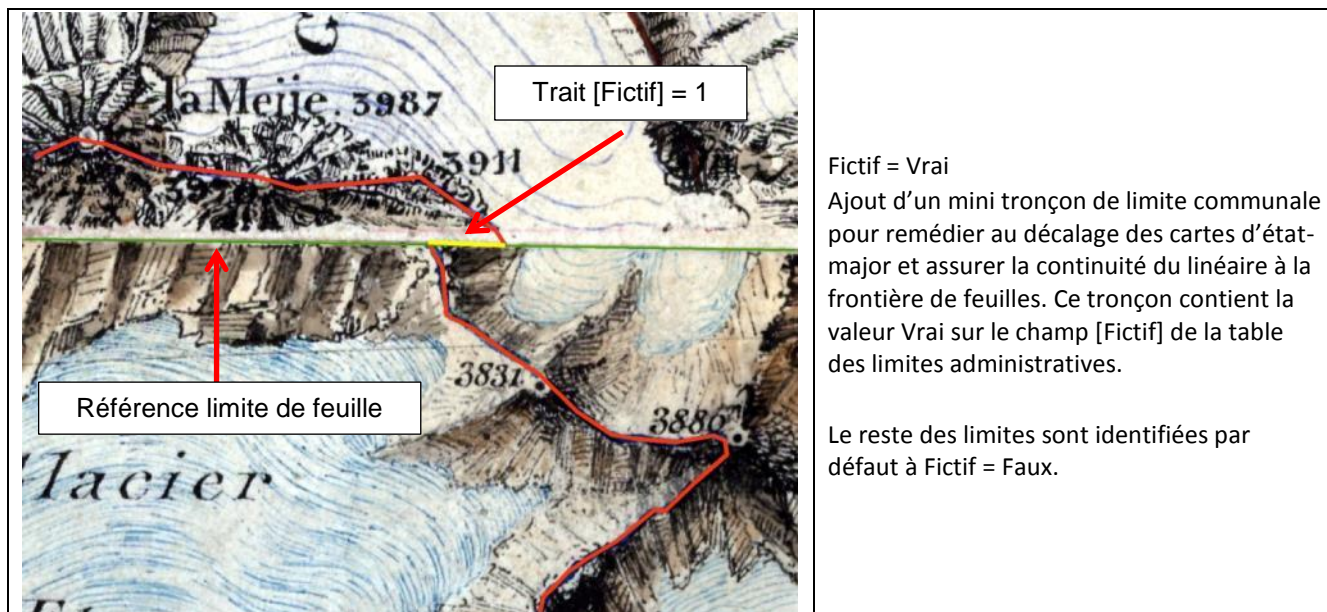 la Meije. 3987
Trait [Fictif] = 1
3911
3831
3886
Référence limite de feuille
Glacier
Fictif = Vrai
Ajout d’un mini tronçon de limite communale
pour remédier au décalage des cartes d’état-
major et assurer la continuité du linéaire à la
frontière de feuilles. Ce tronçon contient la
valeur Vrai sur le champ [Fictif] de la table
des limites administratives.
Le reste des limites sont identifiées par
défaut à Fictif = Faux.